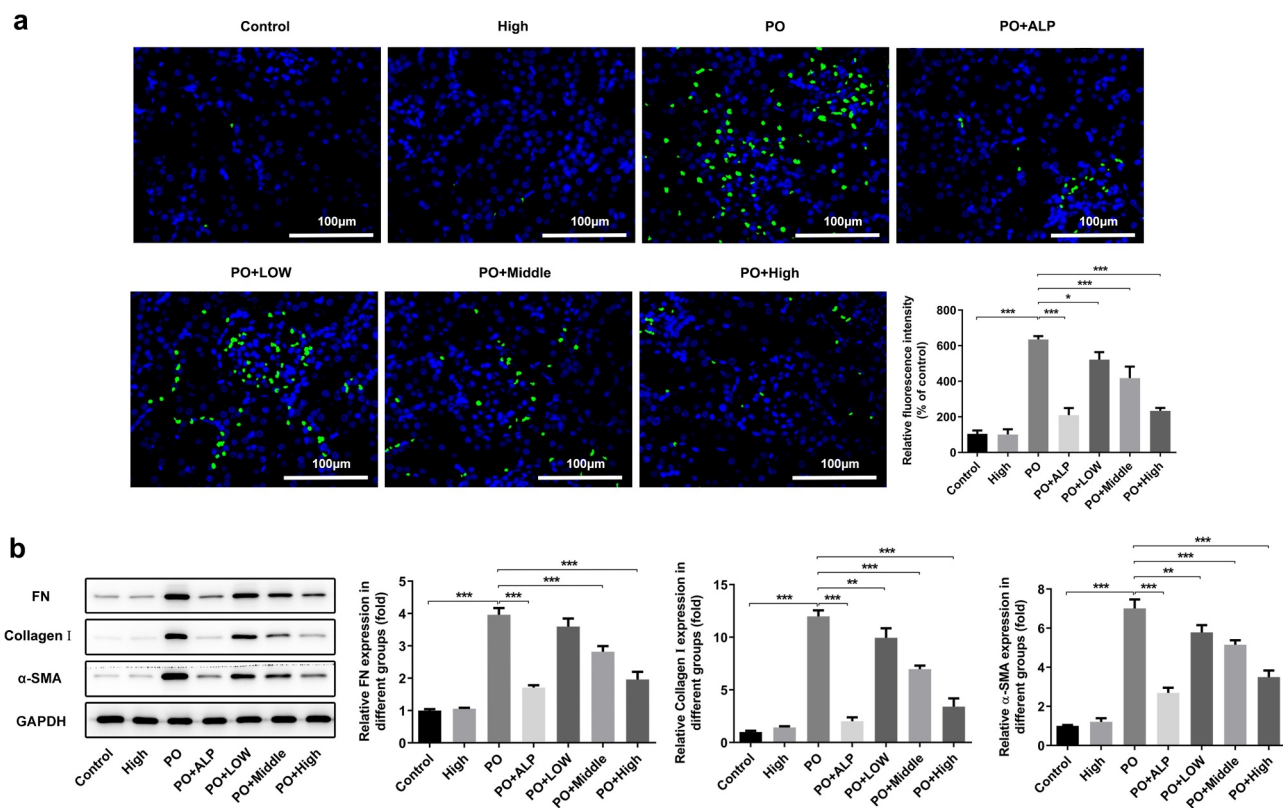 a
Control
High
PO
PO+ALP
100μm
100μm
100μm
100μm
PO+LOW
PO+Middle
PO+High
100μm
100μm
100μm
Relative fluorescence intensity
(% of control)
800
600
400
200
0
***
***
*
***
***
Control
High
PO
PO+ALP
PO+LOW
PO+Middle
PO+High
b
FN
Collagen I
α-SMA
GAPDH
Control
High
PO
PO+ALP
PO+LOW
PO+Middle
PO+High
Relative FN expression in
different groups (fold)
5
4
3
2
1
0
***
***
***
***
Control
High
PO
PO+ALP
PO+LOW
PO+Middle
PO+High
Relative Collagen I expression in
different groups (fold)
15
10
5
0
***
***
**
***
***
Control
High
PO
PO+ALP
PO+LOW
PO+Middle
PO+High
Relative α-SMA expression in
different groups (fold)
8
6
4
2
0
***
***
**
***
***
Control
High
PO
PO+ALP
PO+LOW
PO+Middle
PO+High